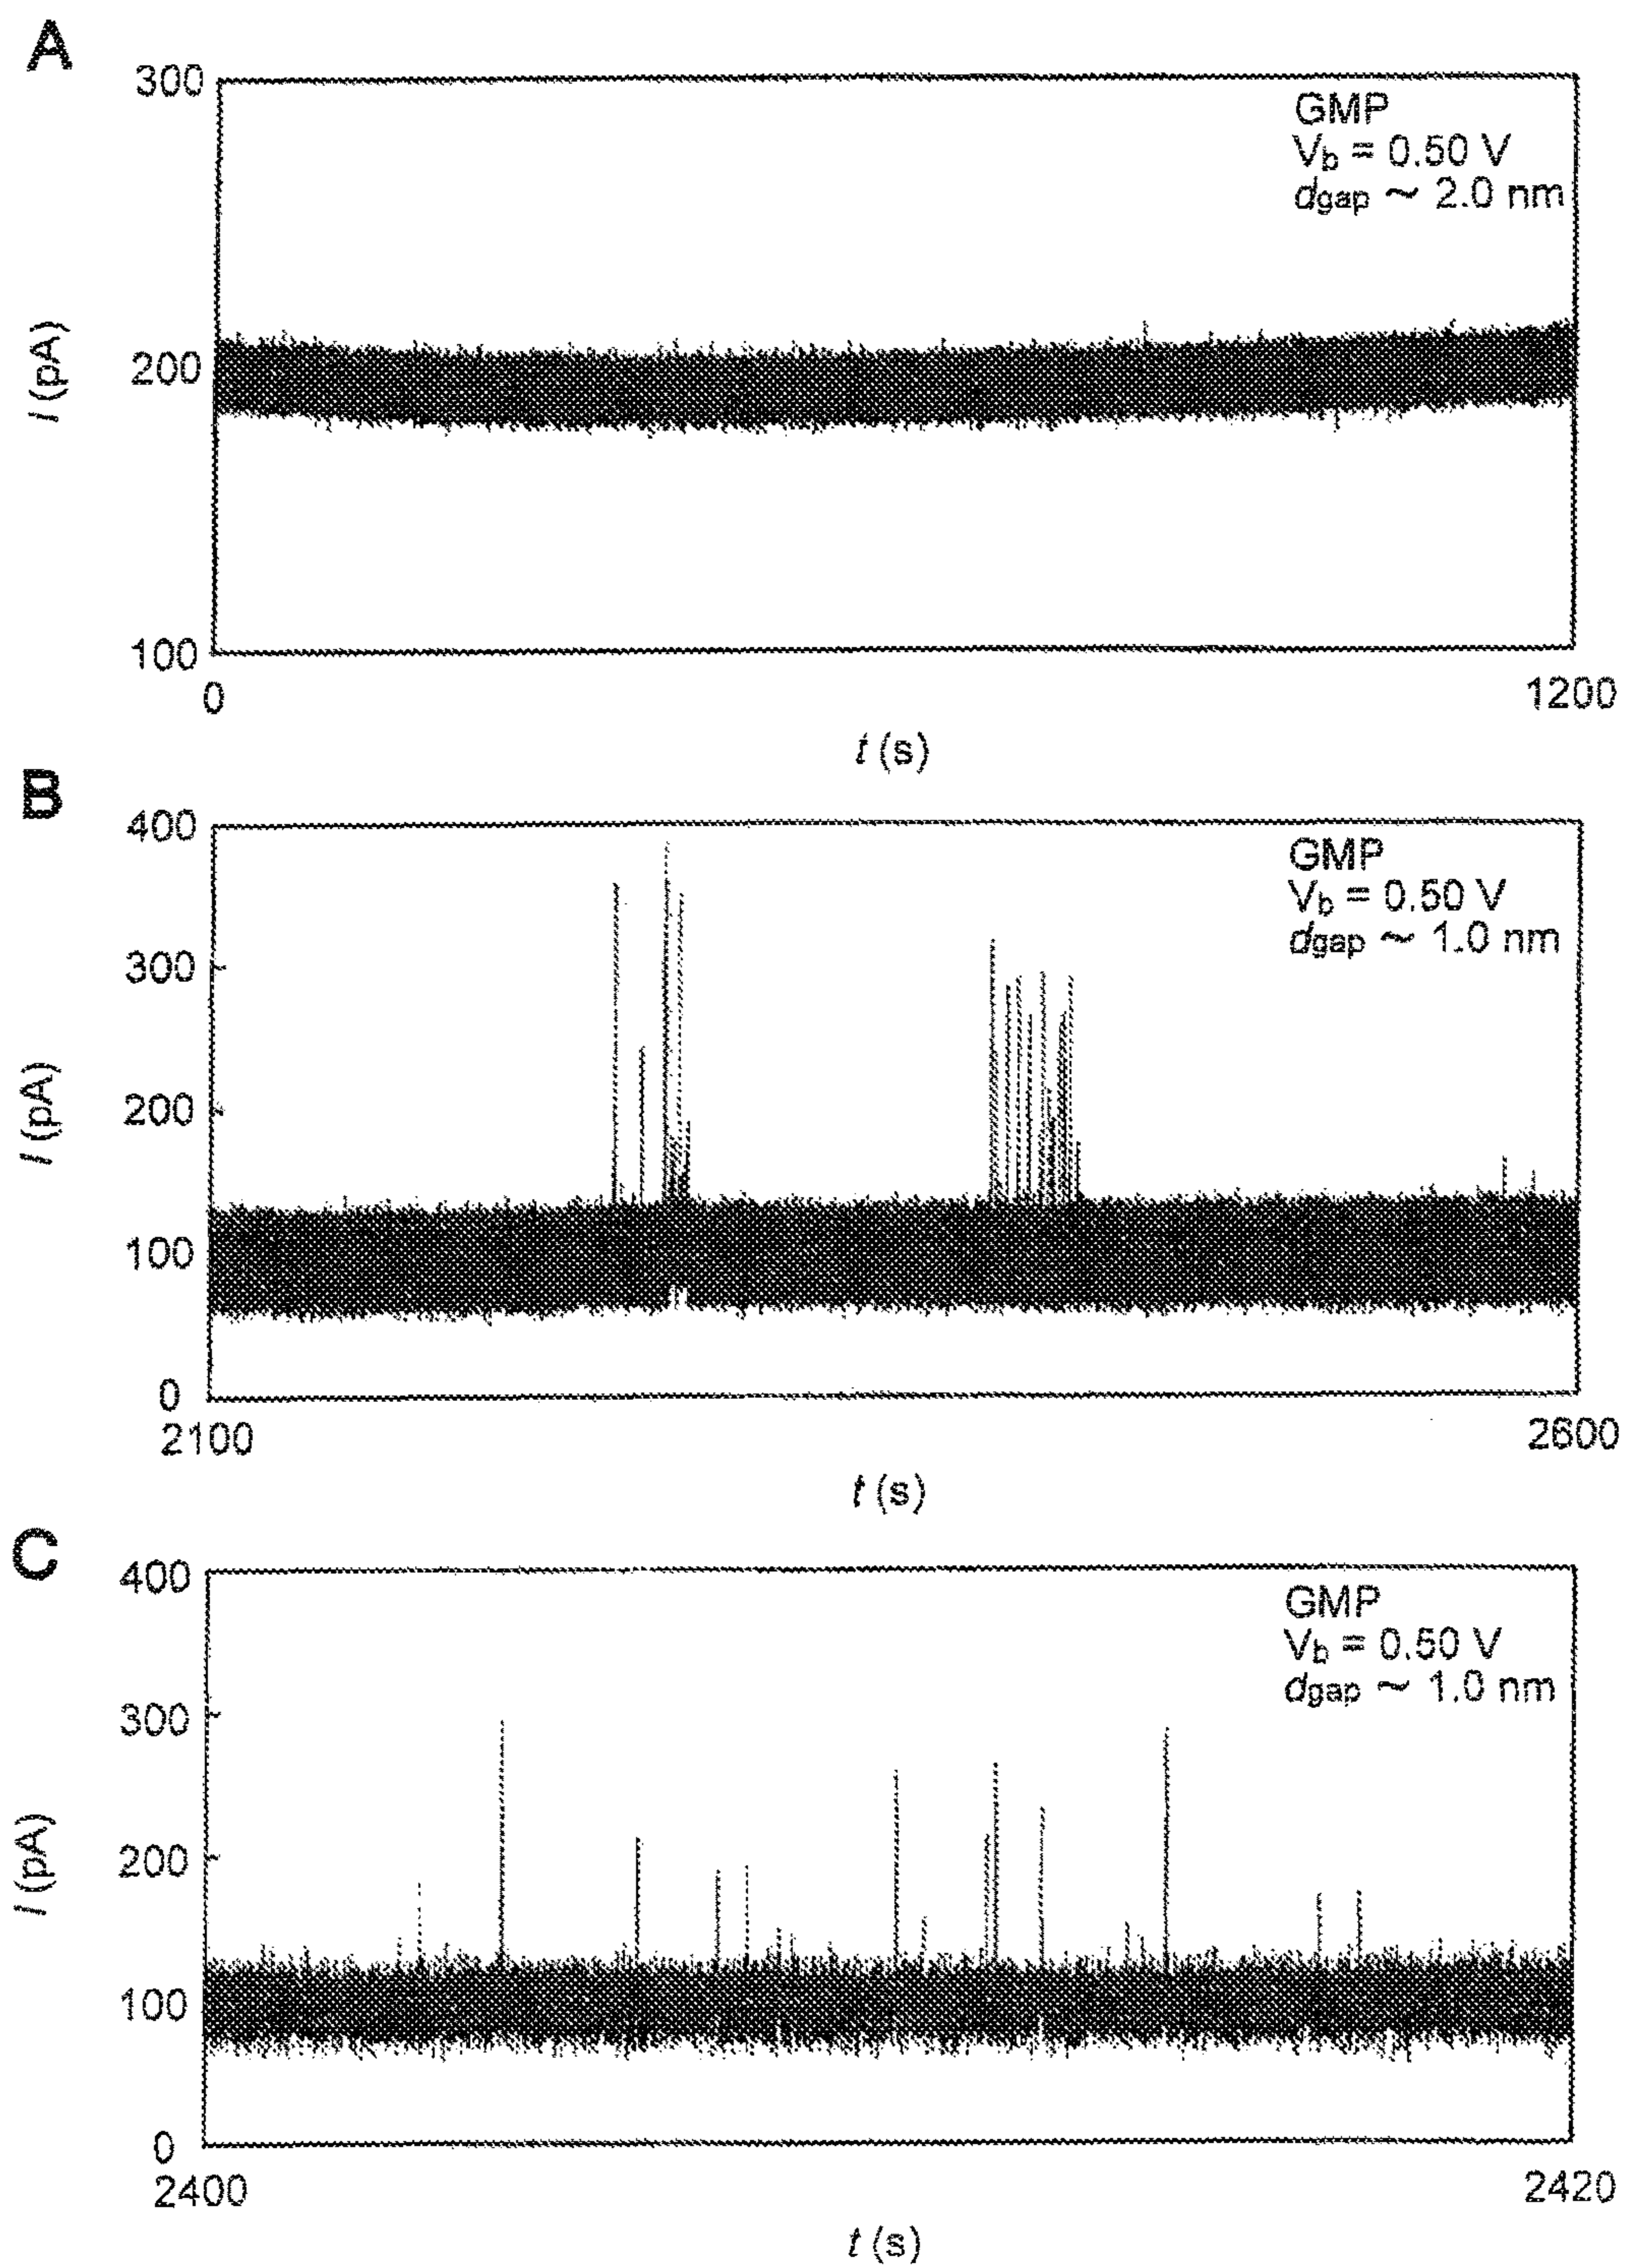 A
300
GMP
Vb = 0.50 V
dgap ~ 2.0 nm
200
I (pA)
100
0
1200
t (s)
B
400
GMP
Vb = 0.50 V
dgap ~ 1.0 nm
300
200
I (pA)
100
0
2100
2600
t (s)
C
400
GMP
Vb = 0.50 V
dgap ~ 1.0 nm
300
200
I (pA)
100
0
2400
2420
t (s)